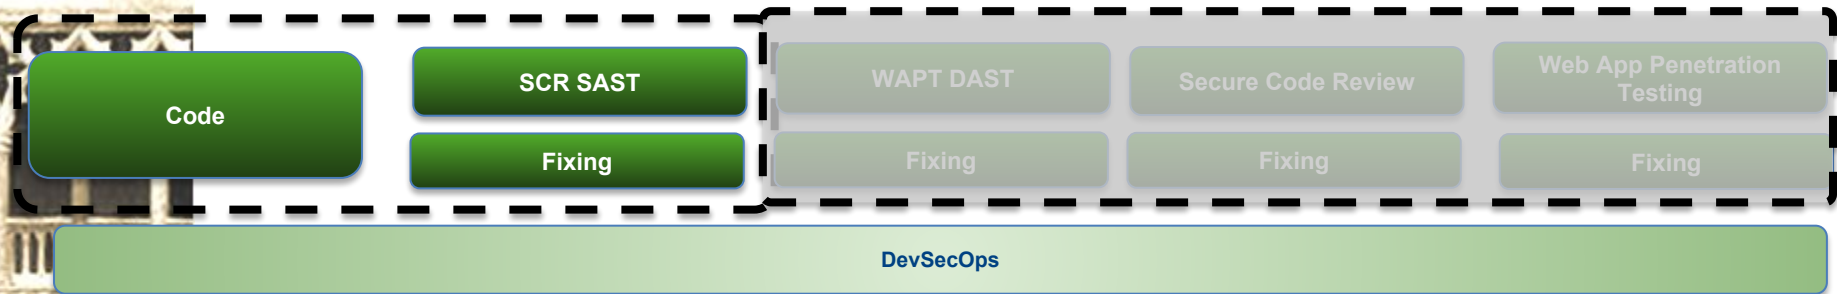 Code
SCR SAST
Fixing
WAPT DAST
Fixing
Secure Code Review
Fixing
Web App Penetration
Testing
Fixing
DevSecOps